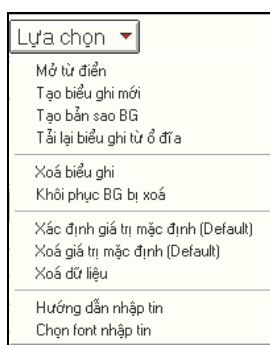 Lựa chọn
Mở từ điển
Tạo biểu ghi mới
Tạo bản sao BG
Tải lại biểu ghi từ ổ đĩa
Xoá biểu ghi
Khôi phục BG bị xoá
Xác định giá trị mặc định (Default)
Xoá giá trị mặc định (Default)
Xoá dữ liệu
Hướng dẫn nhập tin
Chọn font nhập tin